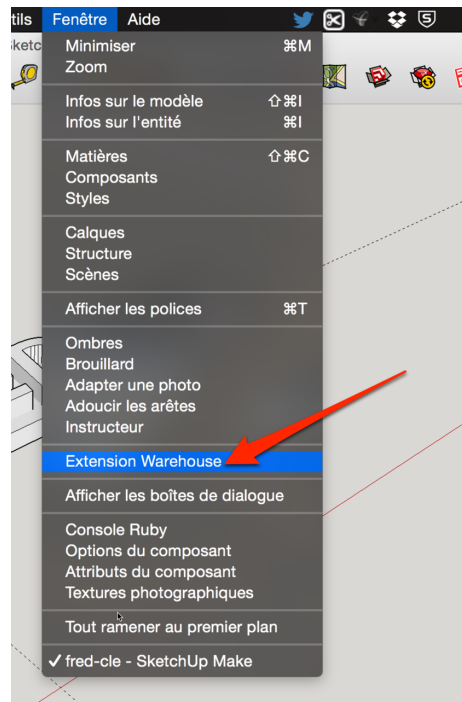 tils Fenêtre Aide
Sketc
Minimiser ⌘M
Zoom
Infos sur le modèle ⇧⌘I
Infos sur l'entité ⌘I
Matières ⇧⌘C
Composants
Styles
Calques
Structure
Scènes
Afficher les polices ⌘T
Ombres
Brouillard
Adapter une photo
Adoucir les arêtes
Instructeur
Extension Warehouse
Afficher les boîtes de dialogue
Console Ruby
Options du composant
Attributs du composant
Textures photographiques
Tout ramener au premier plan
✓ fred-cle - SketchUp Make